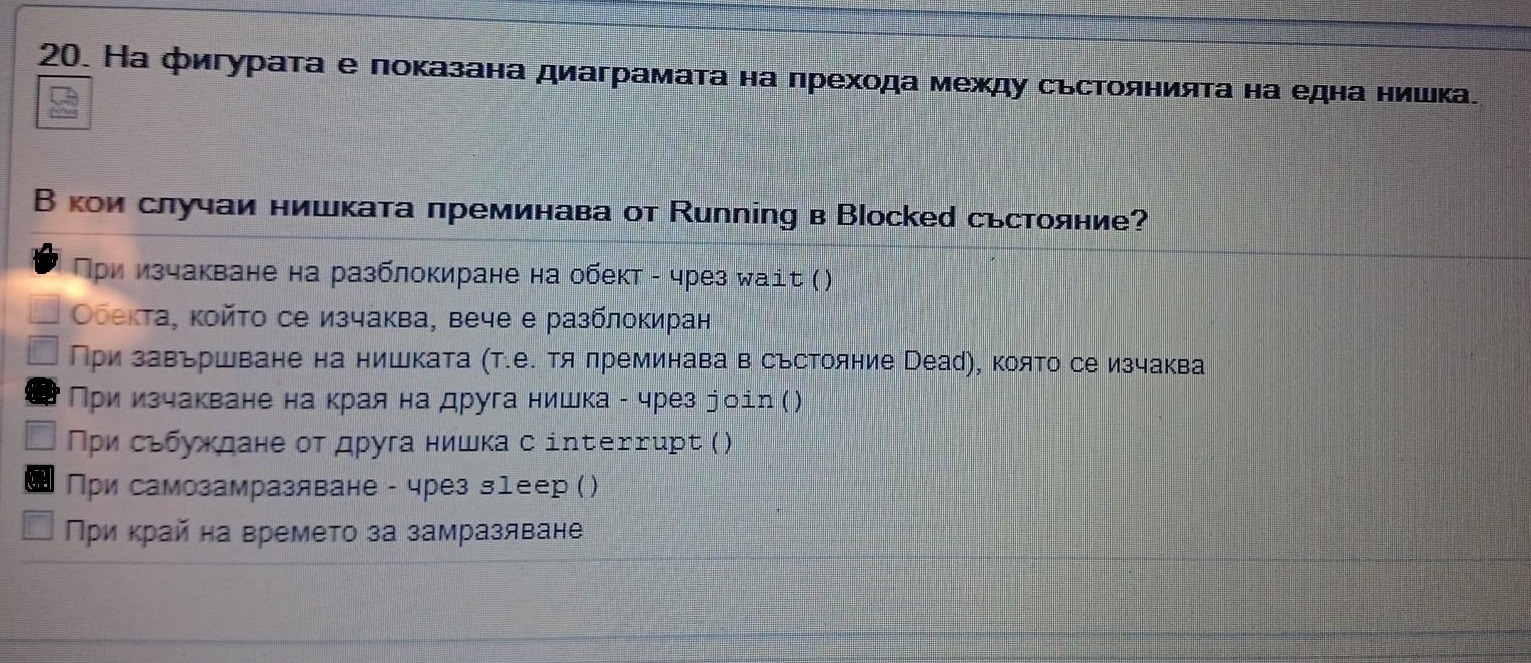 20. На фигурата е показана диаграмата на прехода между състоянията на една нишка.
В кои случаи нишката преминава от Running в Blocked състояние?
При изчакване на разблокиране на обект - чрез wait()
Обекта, който се изчаква, вече е разблокиран
При завършване на нишката (т.е. тя преминава в състояние Dead), която се изчаква
При изчакване на края на друга нишка - чрез join()
При събуждане от друга нишка с interrupt()
При самозамразяване - чрез sleep()
При край на времето за замразяване